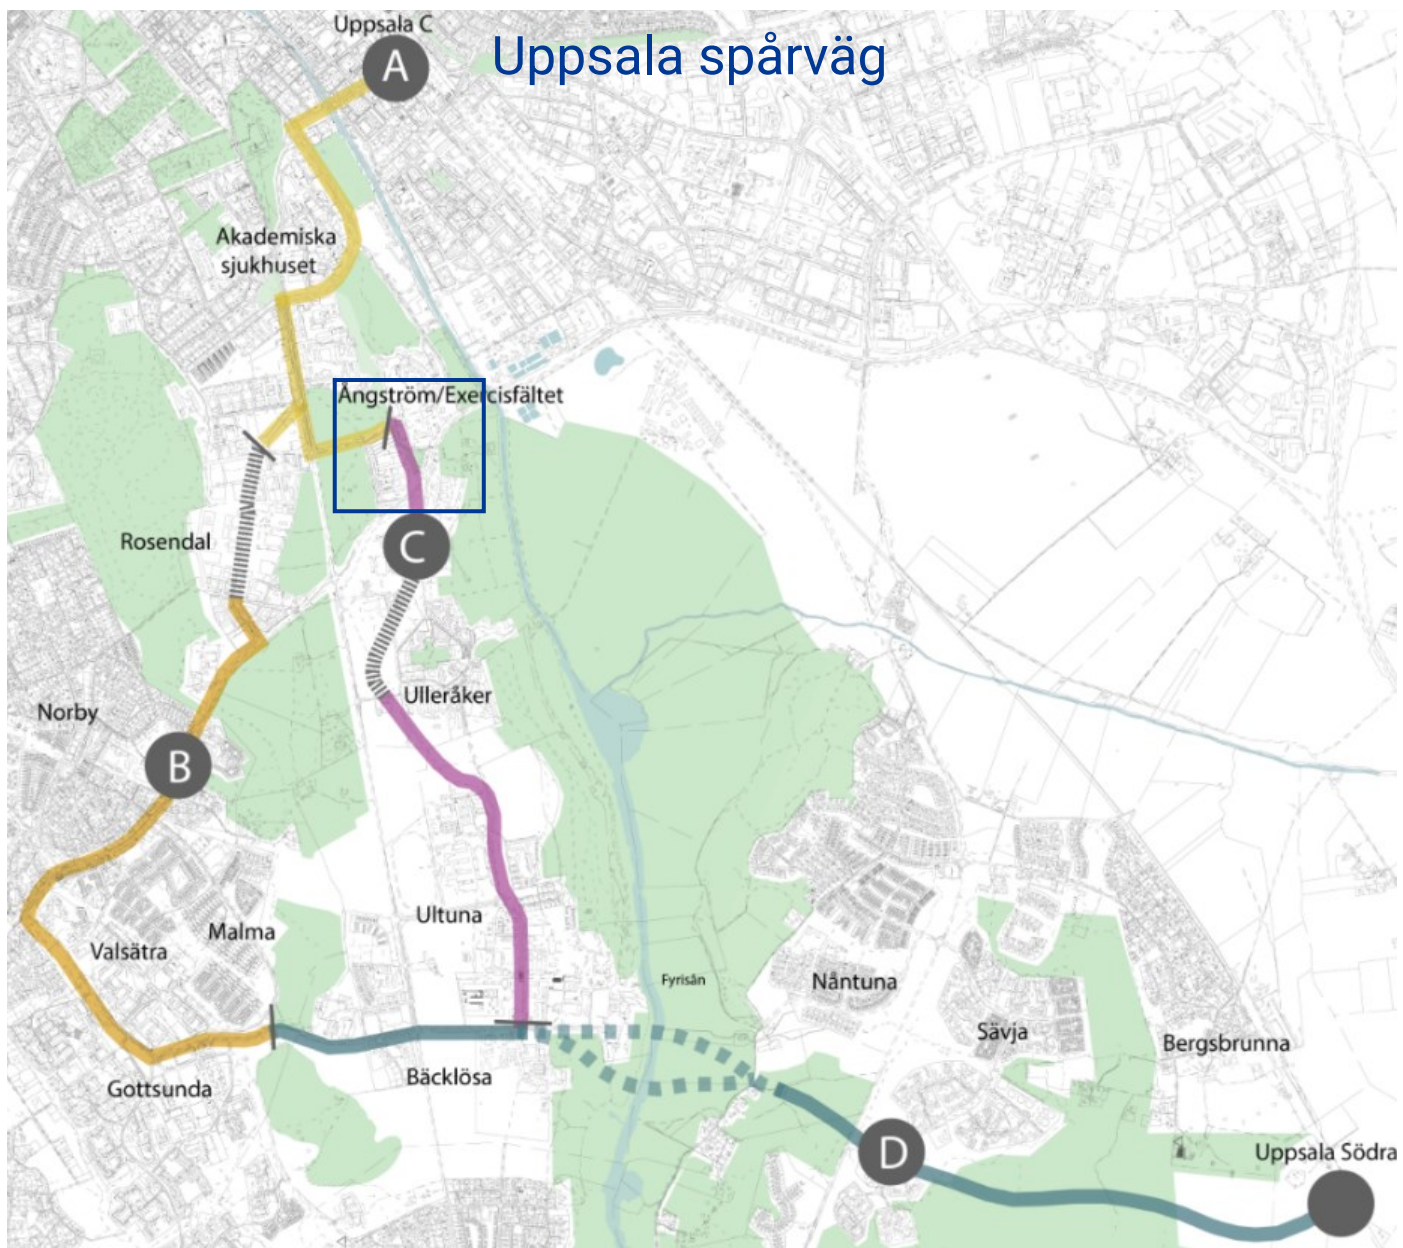 Uppsala C
A
Uppsala spårväg
Akademiska
sjukhuset
Ångström/Exercisfältet
Rosendal
C
Ulleråker
Norby
B
Ultuna
Malma
Valsätra
Fyrisån
Nåntuna
Sävja
Bergsbrunna
Bäcklösa
Gottsunda
D
Uppsala Södra